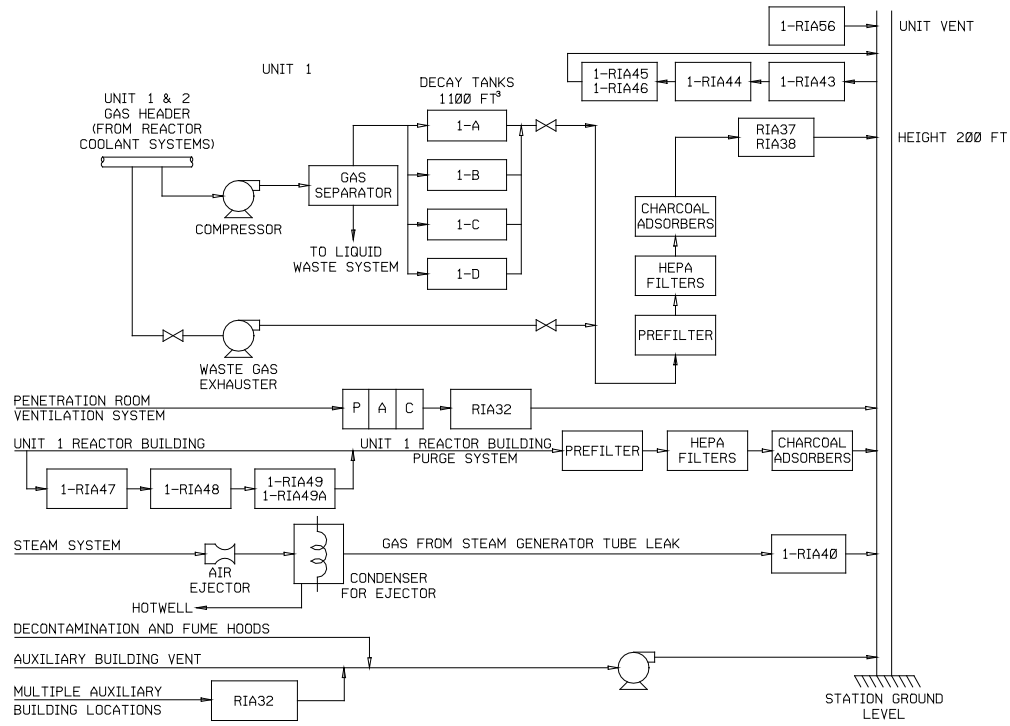 1-RIA56
UNIT VENT
UNIT 1
1-RIA45
1-RIA46
1-RIA44
1-RIA43
DECAY TANKS
1100 FT³
UNIT 1 & 2
GAS HEADER
(FROM REACTOR
COOLANT SYSTEMS)
1-A
RIA37
RIA38
HEIGHT 200 FT
GAS
SEPARATOR
1-B
COMPRESSOR
CHARCOAL
ADSORBERS
1-C
TO LIQUID
WASTE SYSTEM
1-D
HEPA
FILTERS
PREFILTER
WASTE GAS
EXHAUSTER
PENETRATION ROOM
VENTILATION SYSTEM
P A C
RIA32
UNIT 1 REACTOR BUILDING
UNIT 1 REACTOR BUILDING
PURGE SYSTEM
PREFILTER
HEPA
FILTERS
CHARCOAL
ADSORBERS
1-RIA47
1-RIA48
1-RIA49
1-RIA49A
STEAM SYSTEM
AIR
EJECTOR
GAS FROM STEAM GENERATOR TUBE LEAK
1-RIA40
CONDENSER
FOR EJECTOR
HOTWELL
DECONTAMINATION AND FUME HOODS
AUXILIARY BUILDING VENT
MULTIPLE AUXILIARY
BUILDING LOCATIONS
RIA32
STATION GROUND
LEVEL